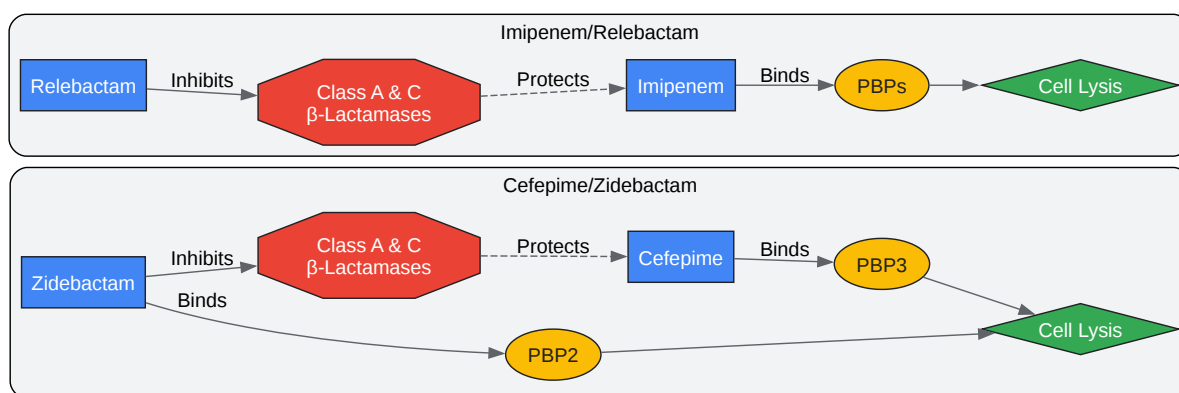 Imipenem/Relebactam
Relebactam
Inhibits
Class A & C
β-Lactamases
Protects
Imipenem
Binds
PBPs
Cell Lysis
Cefepime/Zidebactam
Zidebactam
Inhibits
Class A & C
β-Lactamases
Protects
Cefepime
Binds
PBP3
Binds
PBP2
Cell Lysis